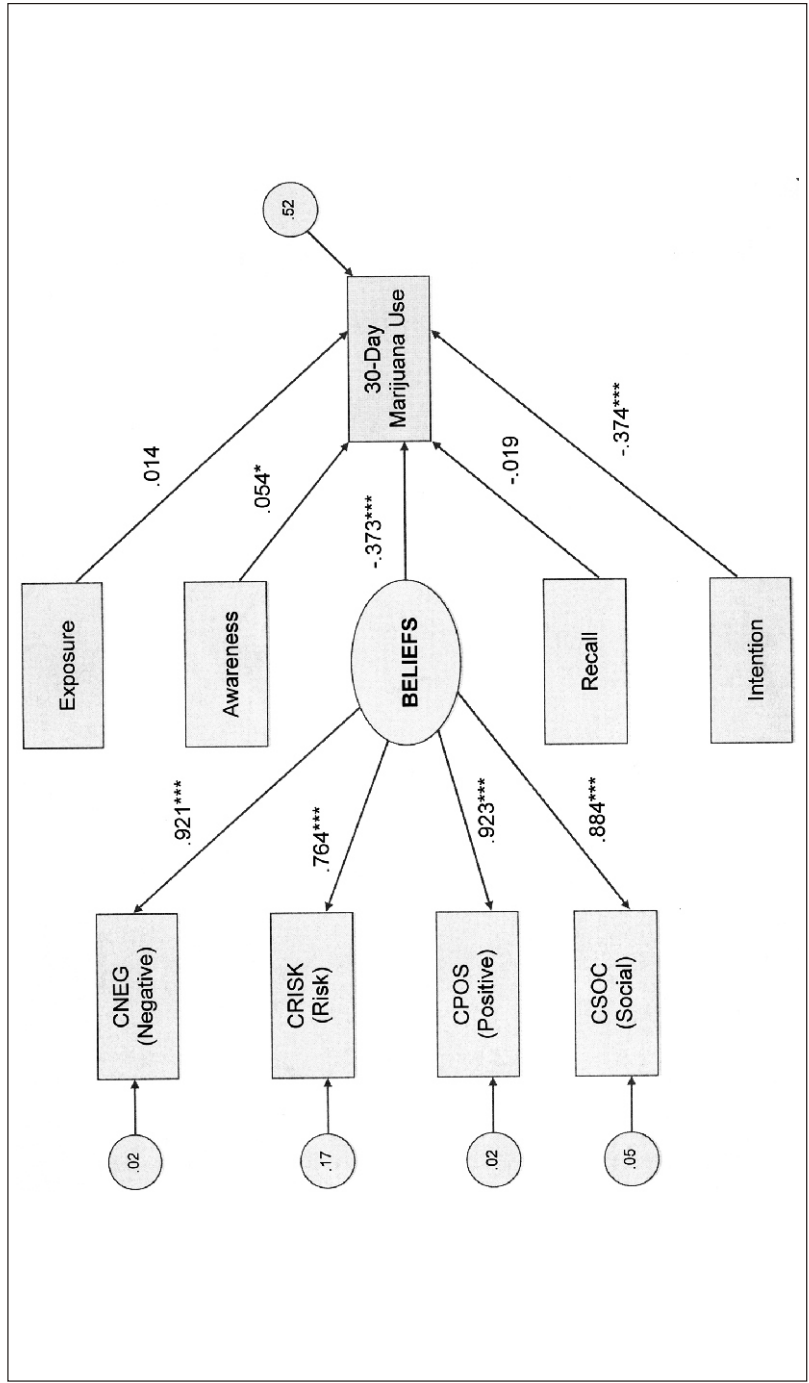 Exposure
.014
.921***
CNEG
(Negative)
.02
Awareness
.054*
.52
.764***
CRISK
(Risk)
.17
BELIEFS
-.373***
30-Day
Marijuana Use
.923***
CPOS
(Positive)
.02
Recall
-.019
.884***
CSOC
(Social)
.05
Intention
-.374***